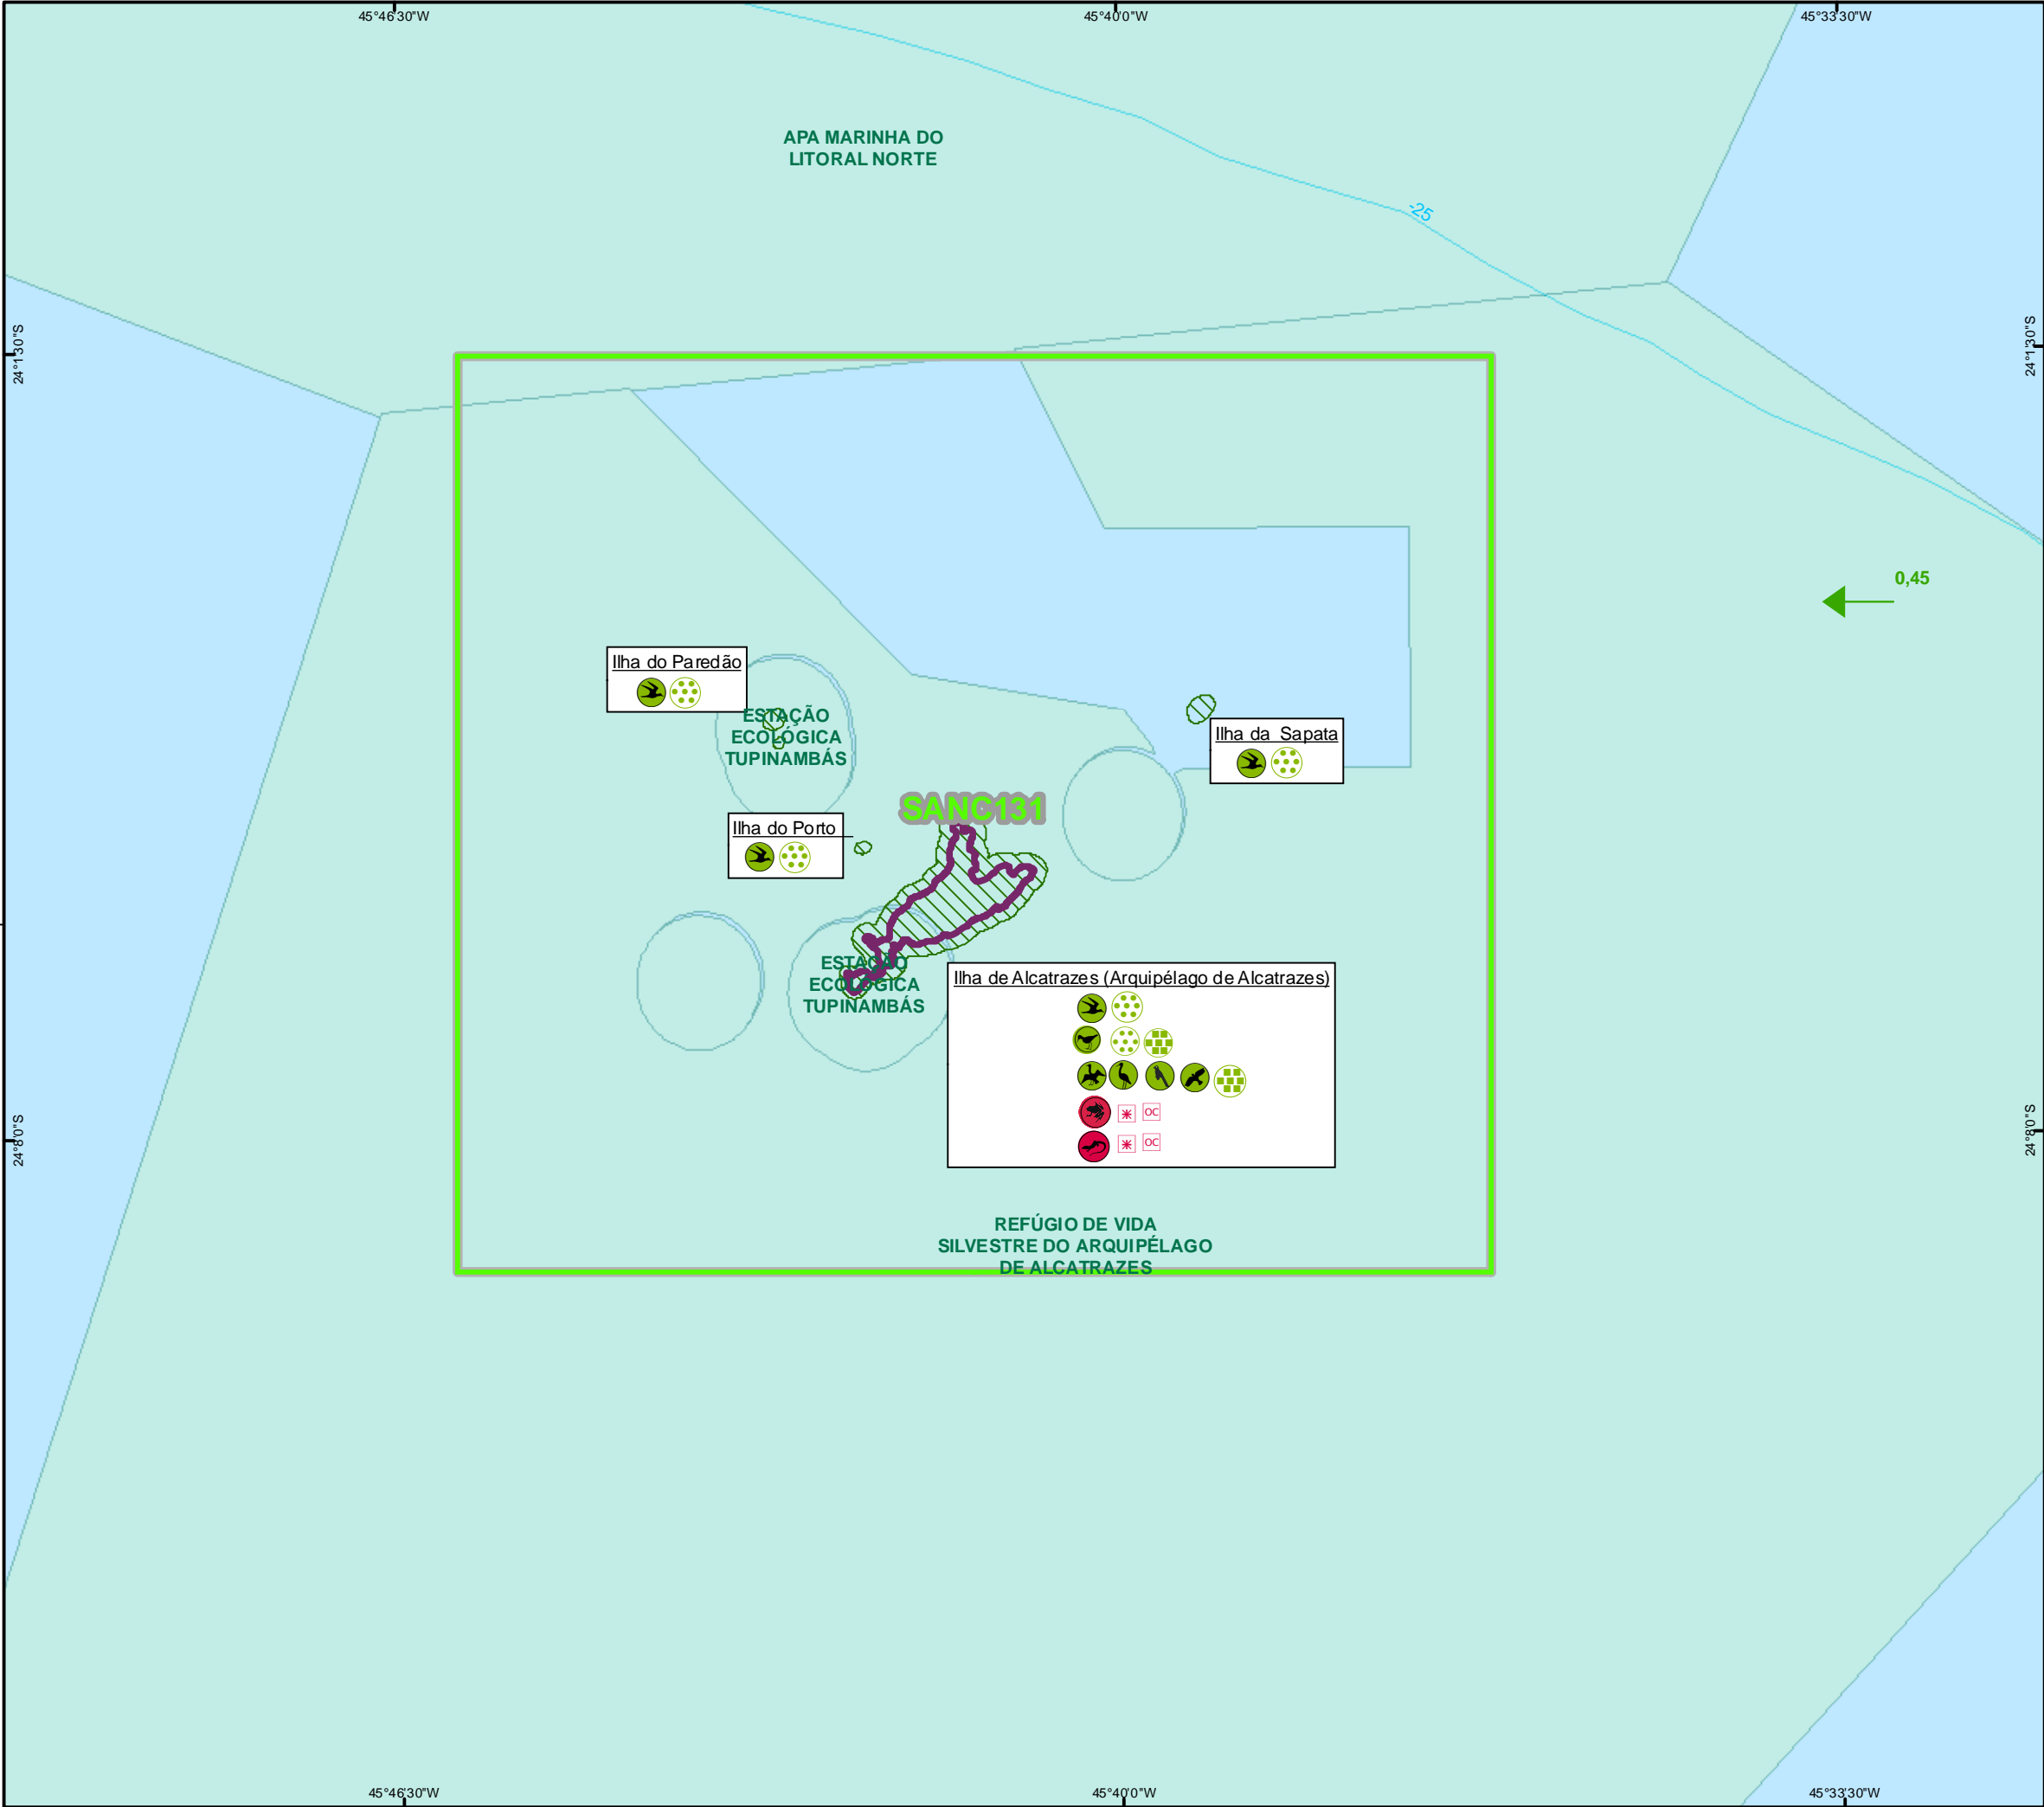 45°46'30"W
45°40'0"W
45°33'30"W
APA MARINHA DO
LITORAL NORTE
-25
24°1'30"S
24°1'30"S
0,45
Ilha do Paredão
ESTAÇÃO
ECOLÓGICA
TUPINAMBÁS
Ilha da Sapata
SANC131
Ilha do Porto
ESTAÇÃO
ECOLÓGICA
TUPINAMBÁS
Ilha de Alcatrazes (Arquipélago de Alcatrazes)
OC
OC
24°8'0"S
24°8'0"S
REFÚGIO DE VIDA
SILVESTRE DO ARQUIPÉLAGO
DE ALCATRAZES
45°46'30"W
45°40'0"W
45°33'30"W